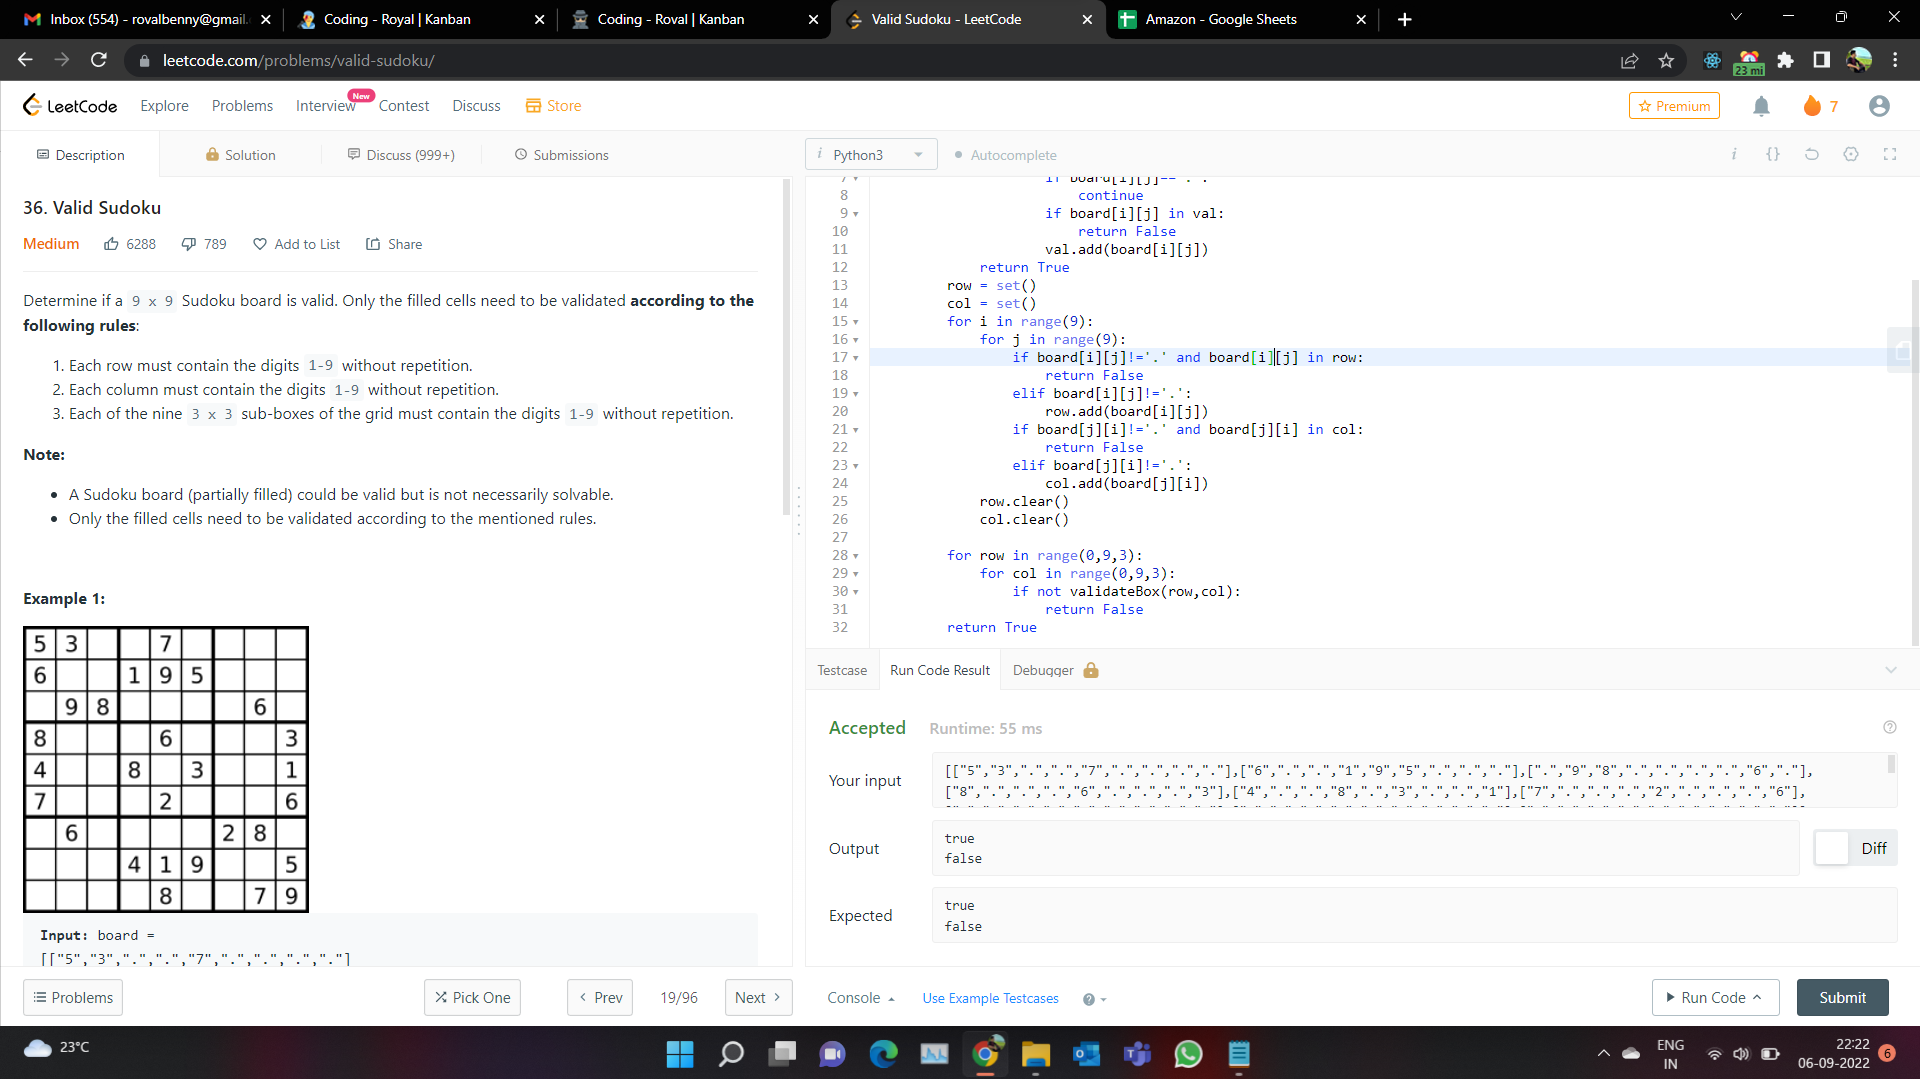 Inbox (554) - rovalbenny@gmail.
Coding - Royal | Kanban
Coding - Roval | Kanban
Valid Sudoku - LeetCode
Amazon - Google Sheets
leetcode.com/problems/valid-sudoku/
23 mi
LeetCode
Explore
Problems
Interview
New
Contest
Discuss
Store
Premium
7
Description
Solution
Discuss (999+)
Submissions
Python3
Autocomplete
36. Valid Sudoku
Medium
6288
789
Add to List
Share
Determine if a 9 x 9 Sudoku board is valid. Only the filled cells need to be validated according to the
following rules:
1. Each row must contain the digits 1-9 without repetition.
2. Each column must contain the digits 1-9 without repetition.
3. Each of the nine 3 x 3 sub-boxes of the grid must contain the digits 1-9 without repetition.
Note:
• A Sudoku board (partially filled) could be valid but is not necessarily solvable.
• Only the filled cells need to be validated according to the mentioned rules.
Example 1:
5 3 7
6 1 9 5
9 8 6
8 6 3
4 8 3 1
7 2 6
6 2 8
4 1 9 5
8 7 9
Input: board =
[["5","3",".",".","7",".",".",".","."]
7 if board[i][j]=='.':
8 continue
9 if board[i][j] in val:
10 return False
11 val.add(board[i][j])
12 return True
13 row = set()
14 col = set()
15 for i in range(9):
16 for j in range(9):
17 if board[i][j]!='.' and board[i][j] in row:
18 return False
19 elif board[i][j]!='.':
20 row.add(board[i][j])
21 if board[j][i]!='.' and board[j][i] in col:
22 return False
23 elif board[j][i]!='.':
24 col.add(board[j][i])
25 row.clear()
26 col.clear()
27
28 for row in range(0,9,3):
29 for col in range(0,9,3):
30 if not validateBox(row,col):
31 return False
32 return True
Testcase
Run Code Result
Debugger
Accepted
Runtime: 55 ms
Your input
[["5","3",".",".","7",".",".",".","."],["6",".",".","1","9","5",".",".","."],[".","9","8",".",".",".",".","6","."],
["8",".",".",".","6",".",".",".","3"],["4",".",".","8",".","3",".",".","1"],["7",".",".",".","2",".",".",".","6"],
Output
true
false
Diff
Expected
true
false
Problems
Pick One
Prev
19/96
Next
Console
Use Example Testcases
Run Code
Submit
23°C
ENG
IN
22:22
06-09-2022
6